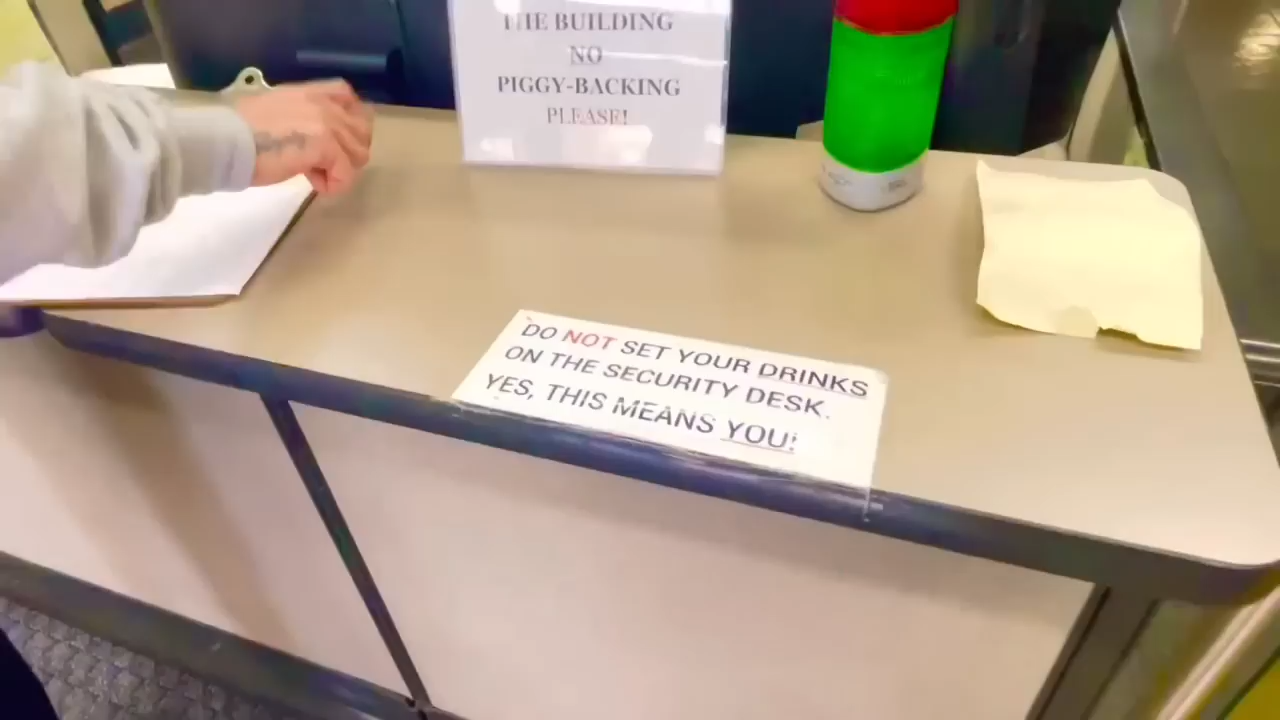 THE BUILDING
NO
PIGGY-BACKING
PLEASE!
DO NOT SET YOUR DRINKS
ON THE SECURITY DESK.
YES, THIS MEANS YOU!